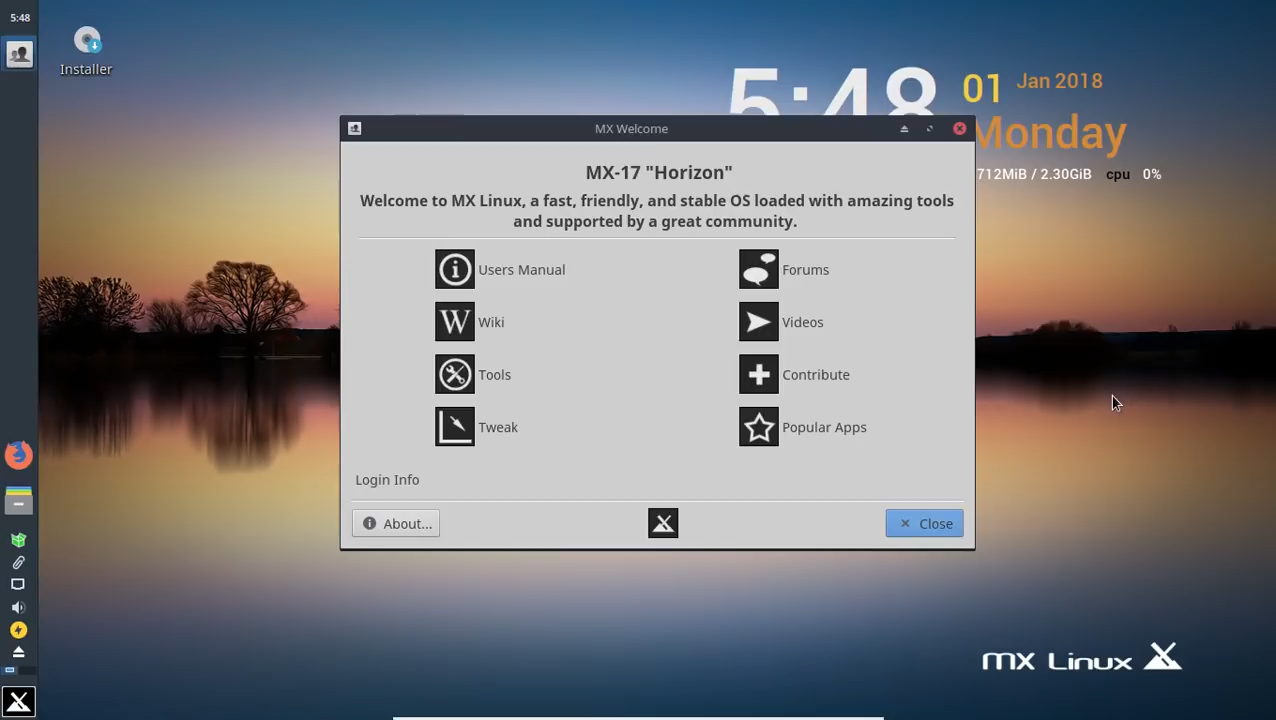 5:48
Installer
5:48
01
Jan 2018
Monday
712MiB / 2.30GiB cpu 0%
MX Welcome
MX-17 "Horizon"
Welcome to MX Linux, a fast, friendly, and stable OS loaded with amazing tools
and supported by a great community.
Users Manual
Forums
Wiki
Videos
Tools
Contribute
Tweak
Popular Apps
Login Info
About...
Close
mx Linux